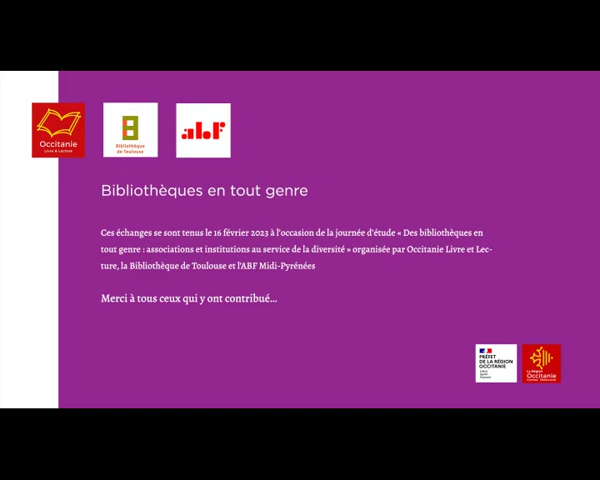 Occitanie
Livre & Lecture
Bibliothèque
de Toulouse
abf
Bibliothèques en tout genre
Ces échanges se sont tenus le 16 février 2023 à l'occasion de la journée d'étude « Des bibliothèques en
tout genre : associations et institutions au service de la diversité » organisée par Occitanie Livre et Lec-
ture, la Bibliothèque de Toulouse et l'ABF Midi-Pyrénées
Merci à tous ceux qui y ont contribué...
PRÉFET
DE LA RÉGION
OCCITANIE
La Région
Occitanie